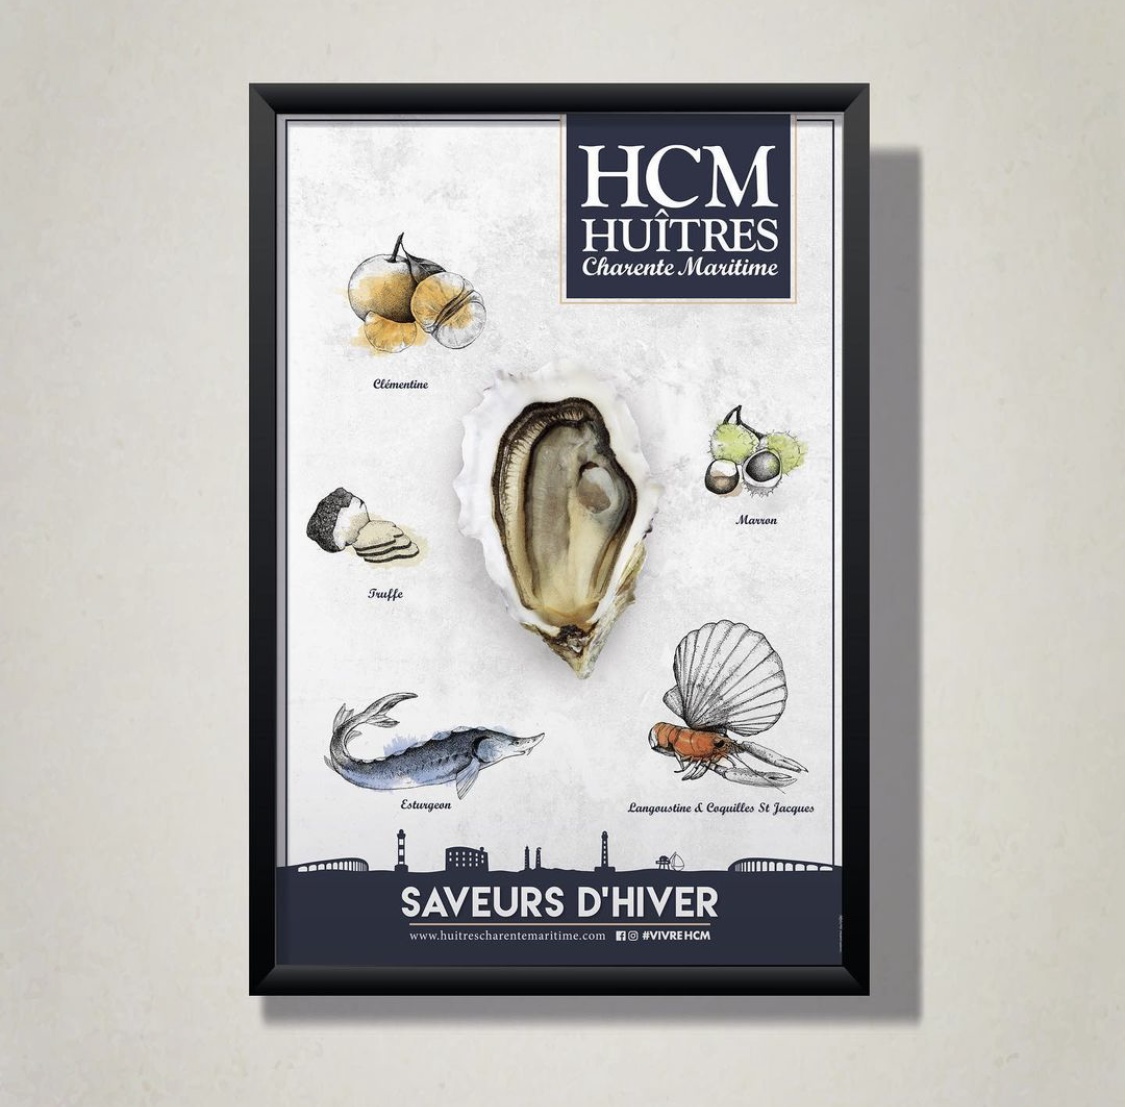 HCM
HUÎTRES
Charente Maritime
Clémentine
Marron
Truffe
Esturgeon
Langoustine & Coquilles St Jacques
SAVEURS D'HIVER
www.huitrescharentemaritime.com #VIVREHCM